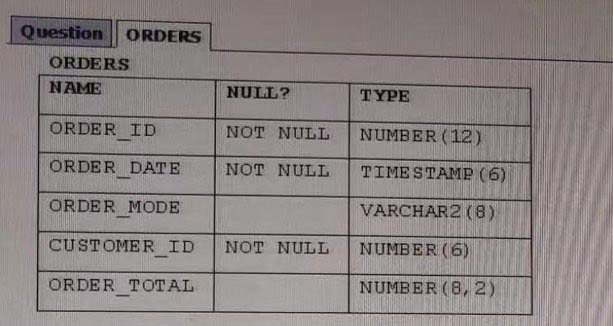 Question ORDERS
ORDERS
NAME NULL? TYPE
ORDER_ID NOT NULL NUMBER(12)
ORDER_DATE NOT NULL TIMESTAMP(6)
ORDER_MODE VARCHAR2(8)
CUSTOMER_ID NOT NULL NUMBER(6)
ORDER_TOTAL NUMBER(8,2)